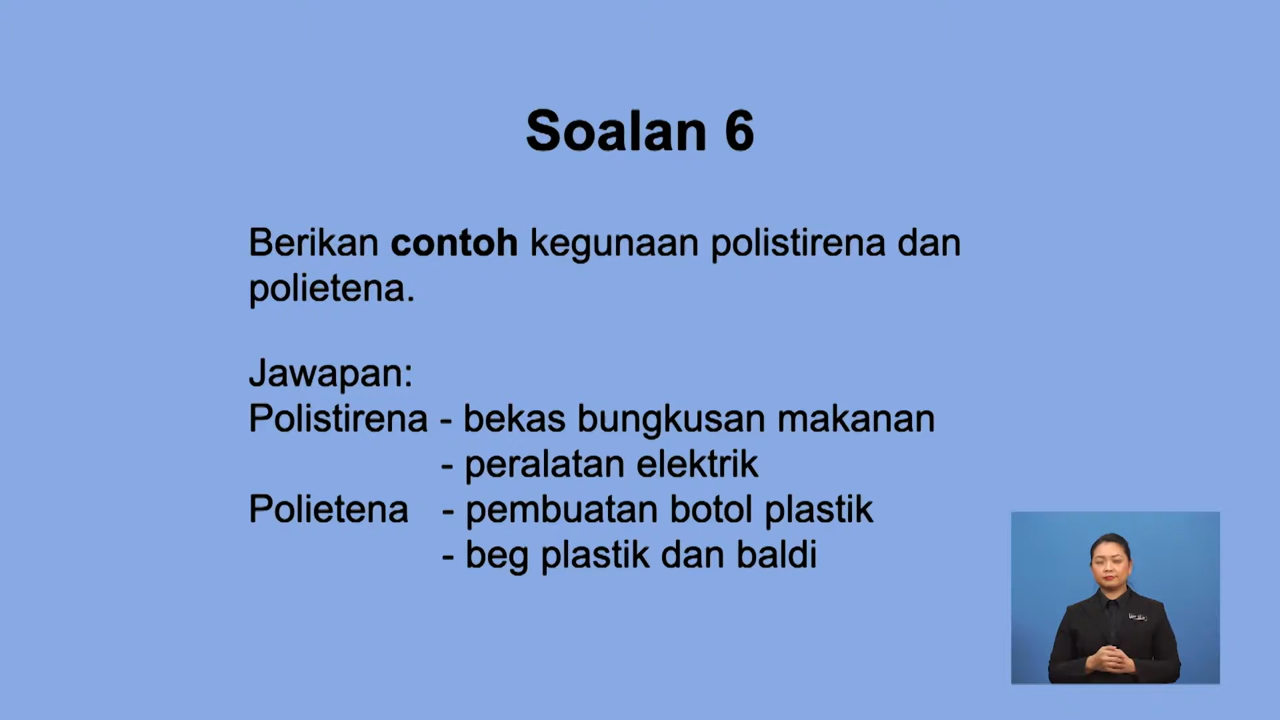 Soalan 6
Berikan contoh kegunaan polistirena dan
polietena.
Jawapan:
Polistirena - bekas bungkusan makanan
- peralatan elektrik
Polietena - pembuatan botol plastik
- beg plastik dan baldi